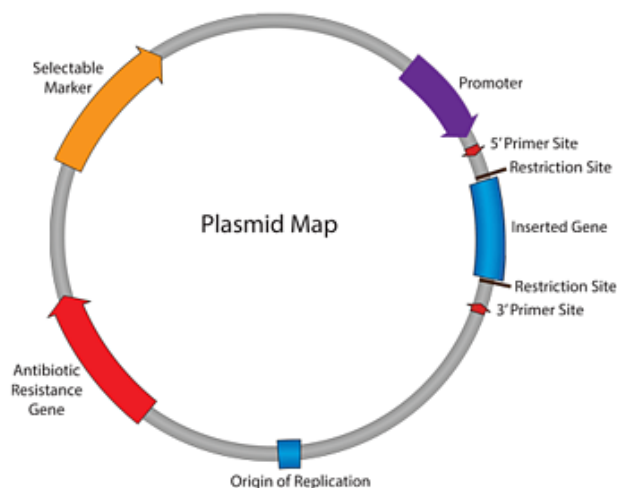 Selectable
Marker
Promoter
5' Primer Site
Restriction Site
Plasmid Map
Inserted Gene
Restriction Site
3' Primer Site
Antibiotic
Resistance
Gene
Origin of Replication